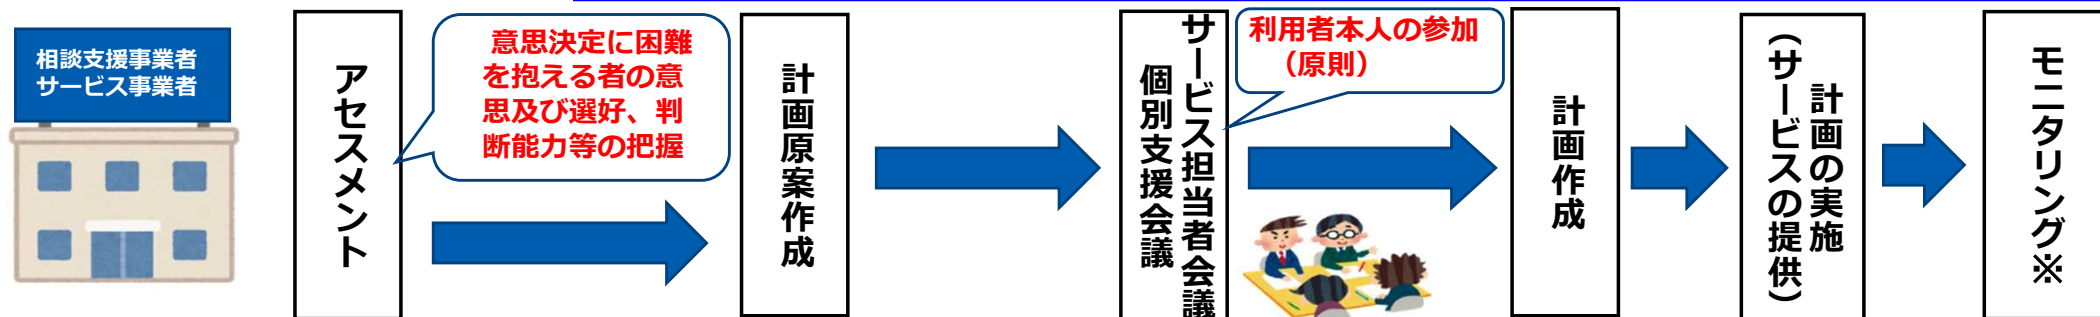 相談支援事業者
サービス事業者
アセスメント
意思決定に困難
を抱える者の意
思及び選好、判
断能力等の把握
計画原案作成
サービス担当者会議
個別支援会議
利用者本人の参加
（原則）
計画作成
計画の実施
（サービスの提供）
モニタリング※